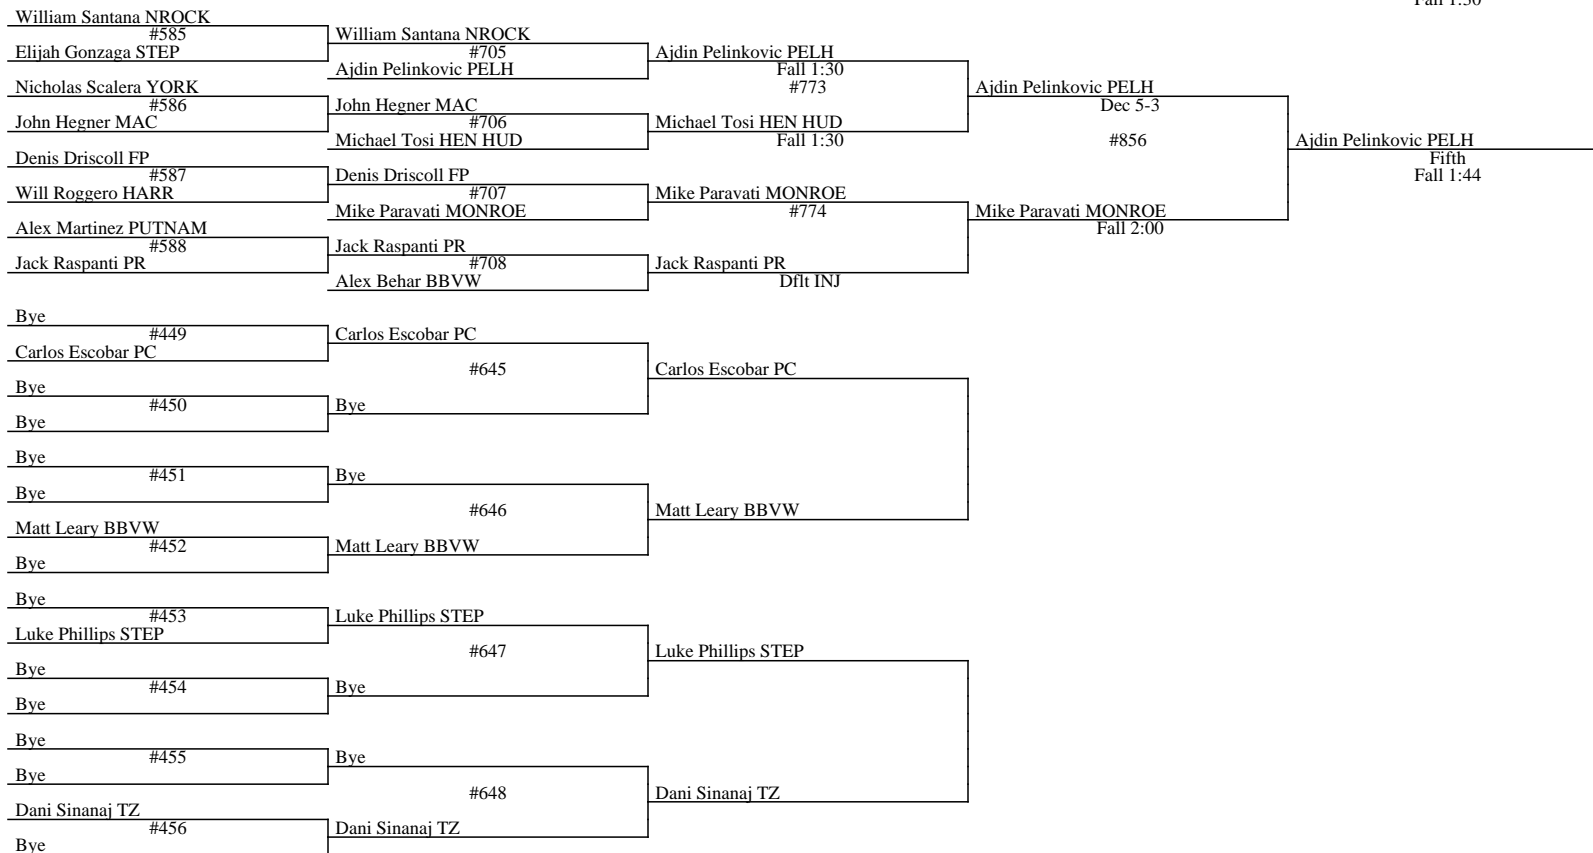 Fall 1:30
William Santana NROCK
#585
Elijah Gonzaga STEP
William Santana NROCK
#705
Ajdin Pelinkovic PELH
Ajdin Pelinkovic PELH
Fall 1:30
#773
Nicholas Scalera YORK
#586
John Hegner MAC
John Hegner MAC
#706
Michael Tosi HEN HUD
Michael Tosi HEN HUD
Fall 1:30
Ajdin Pelinkovic PELH
Dec 5-3
#856
Ajdin Pelinkovic PELH
Fifth
Fall 1:44
Denis Driscoll FP
#587
Will Roggero HARR
Denis Driscoll FP
#707
Mike Paravati MONROE
Mike Paravati MONROE
#774
Mike Paravati MONROE
Fall 2:00
Alex Martinez PUTNAM
#588
Jack Raspanti PR
Jack Raspanti PR
#708
Alex Behar BBVW
Jack Raspanti PR
Dflt INJ
Bye
#449
Carlos Escobar PC
Carlos Escobar PC
#645
Carlos Escobar PC
Bye
#450
Bye
Bye
Bye
#451
Bye
Bye
#646
Matt Leary BBVW
Matt Leary BBVW
#452
Bye
Matt Leary BBVW
Bye
#453
Luke Phillips STEP
Luke Phillips STEP
#647
Luke Phillips STEP
Bye
#454
Bye
Bye
Bye
#455
Bye
Bye
#648
Dani Sinanaj TZ
Dani Sinanaj TZ
#456
Bye
Dani Sinanaj TZ